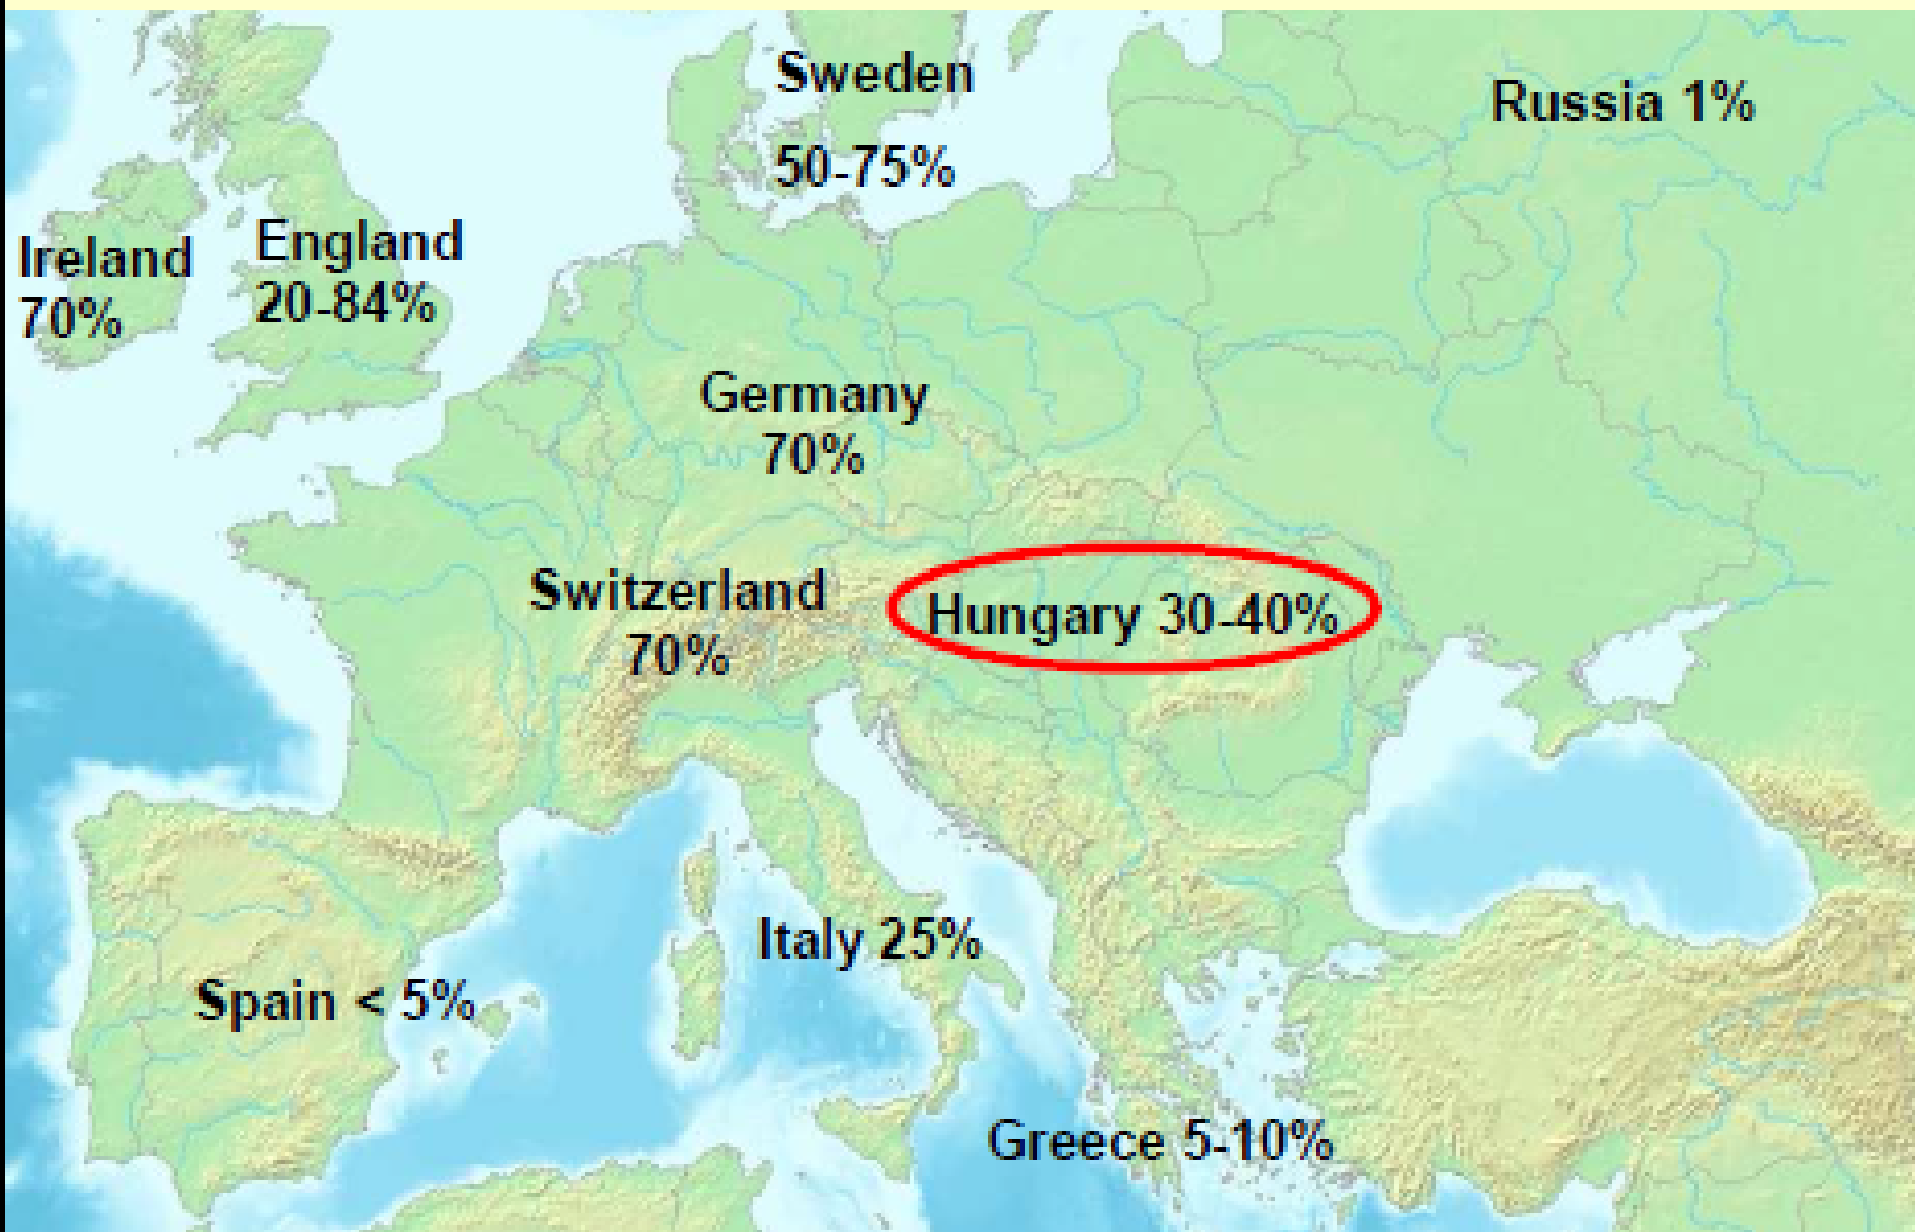 Sweden
50-75%
Russia 1%
Ireland
70%
England
20-84%
Germany
70%
Switzerland
70%
Hungary 30-40%
Italy 25%
Spain < 5%
Greece 5-10%